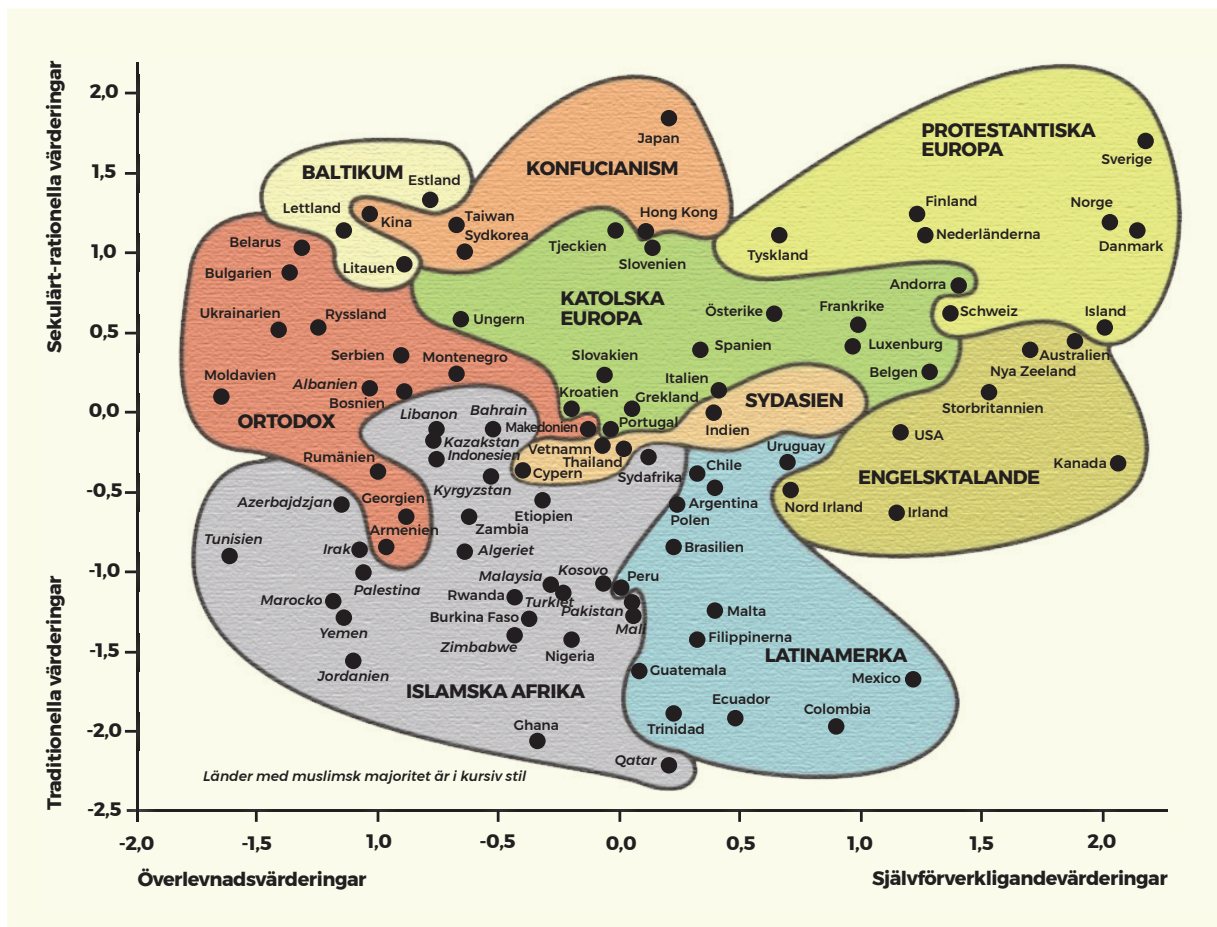 Sekulärt-rationella värderingar
Traditionella värderingar
2,0
1,5
1,0
0,5
0,0
-0,5
-1,0
-1,5
-2,0
-2,5
-2,0
-1,5
1,0
-0,5
0,0
0,5
1,0
1,5
2,0
Överlevnadsvärderingar
Självförverkligandevärderingar
BALTIKUM
Estland
Lettland
Litauen
KONFUCIANISM
Japan
Kina
Taiwan
Sydkorea
Hong Kong
PROTESTANTISKA
EUROPA
Sverige
Finland
Norge
Nederländerna
Danmark
Tyskland
Schweiz
Island
Belarus
Bulgarien
Ukrainarien
Ryssland
Serbien
Montenegro
Moldavien
Albanien
Bosnien
ORTODOX
Makedonien
Rumänien
Georgien
Armenien
KATOLSKA
EUROPA
Tjeckien
Slovenien
Andorra
Ungern
Österike
Frankrike
Spanien
Luxenburg
Slovakien
Belgen
Italien
Kroatien
Grekland
Portugal
SYDASIEN
Indien
Vetnamn
Thailand
Cypern
Australien
Nya Zeeland
Storbritannien
USA
ENGELSKTALANDE
Kanada
Nord Irland
Irland
Uruguay
Chile
Argentina
Polen
Brasilien
Peru
Malta
Filippinerna
LATINAMERKA
Guatemala
Mexico
Ecuador
Colombia
Trinidad
Libanon
Bahrain
Kazakstan
Indonesien
Sydafrika
Kyrgyzstan
Azerbajdzjan
Etiopien
Zambia
Tunisien
Irak
Algeriet
Palestina
Malaysia
Kosovo
Marocko
Rwanda
Turkiet
Pakistan
Yemen
Burkina Faso
Mali
Zimbabwe
Nigeria
Jordanien
ISLAMSKA AFRIKA
Ghana
Qatar
Länder med muslimsk majoritet är i kursiv stil